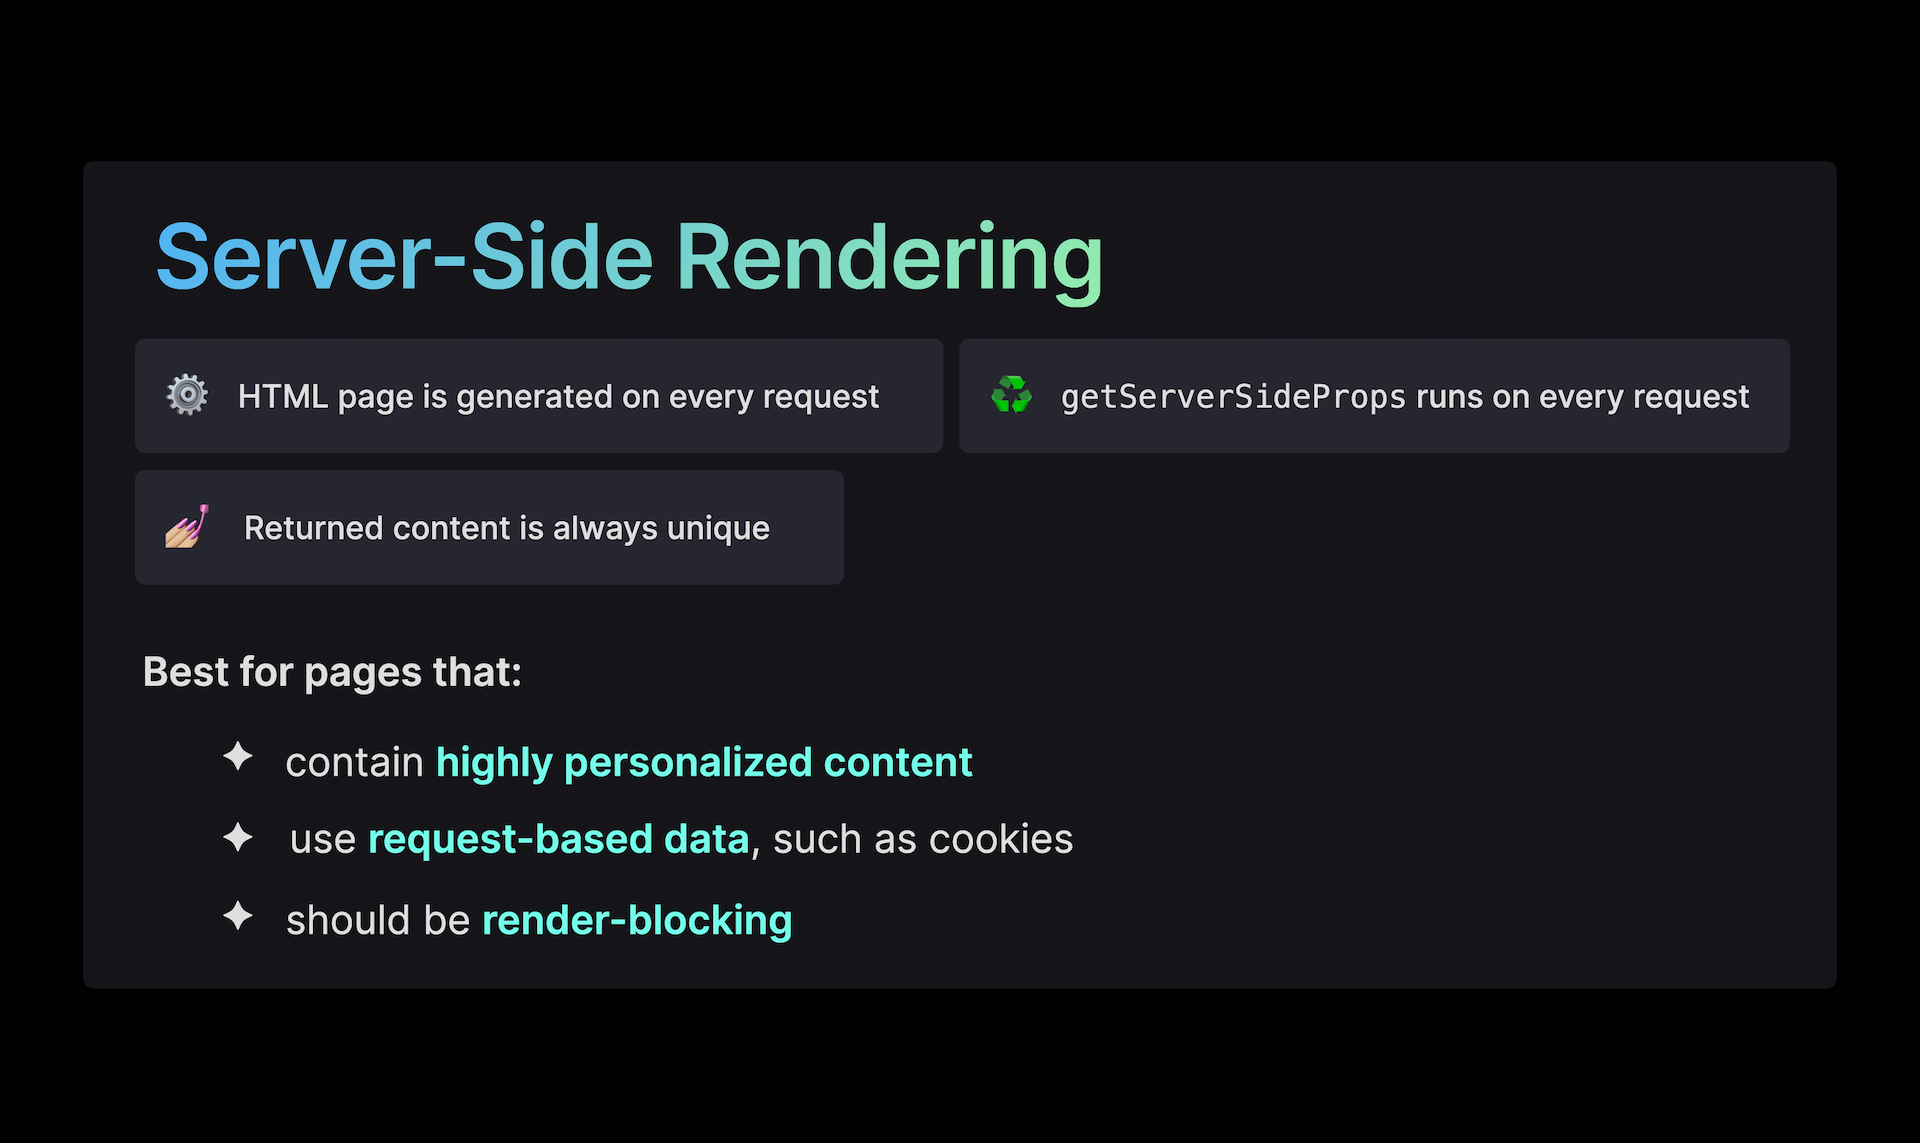 Server-Side Rendering
HTML page is generated on every request
getServerSideProps runs on every request
Returned content is always unique
Best for pages that:
contain highly personalized content
use request-based data, such as cookies
should be render-blocking